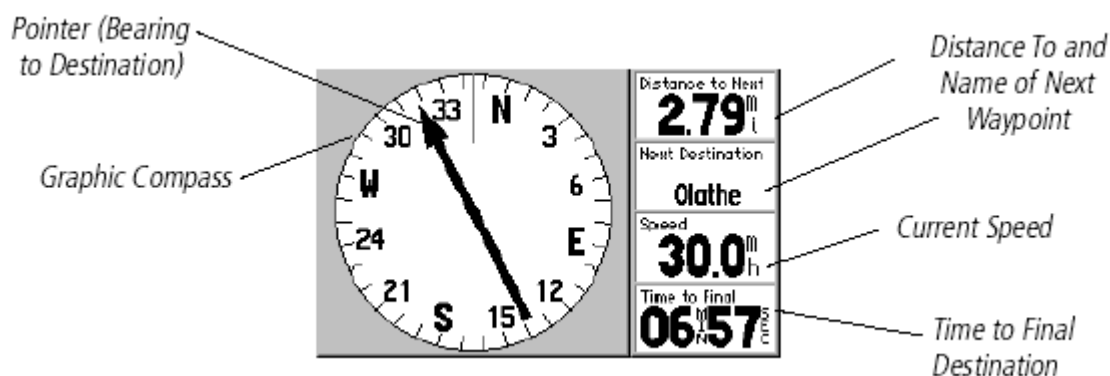 Pointer (Bearing
to Destination)
Graphic Compass
33
N
3
30
6
W
E
24
12
21
15
S
Distance to Next
2.79 mi
Next Destination
Olathe
Speed
30.0 mh
Time to Final
06 MIN 57 SEC
Distance To and
Name of Next
Waypoint
Current Speed
Time to Final
Destination